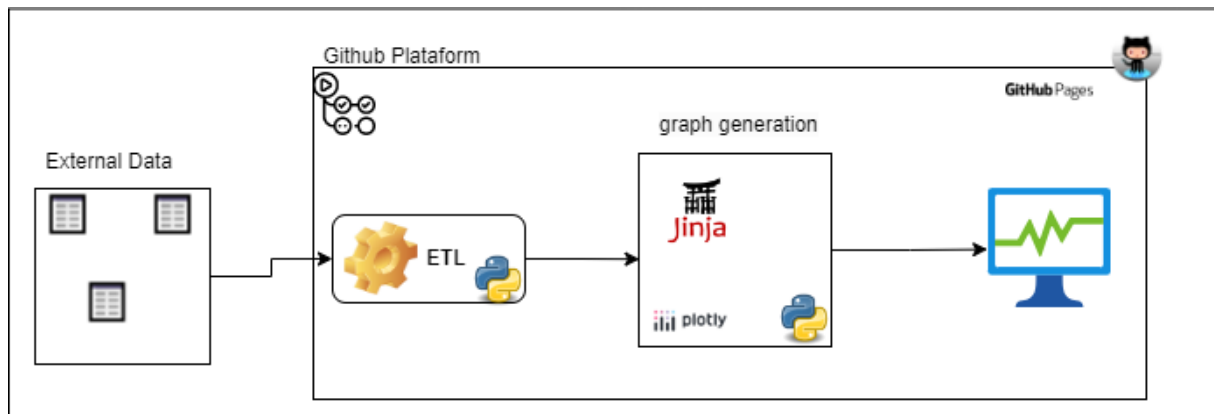 Github Plataform
GitHub Pages
graph generation
External Data
Jinja
ETL
plotly